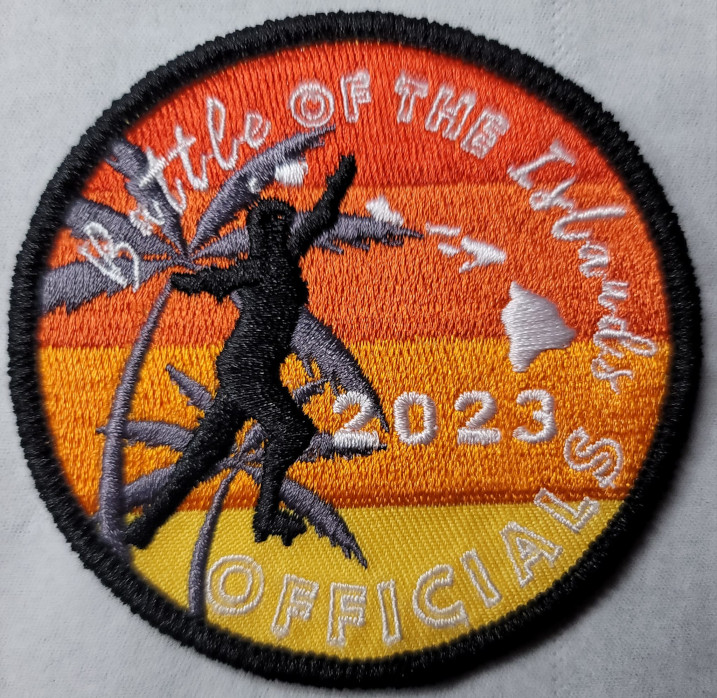 Battle OF THE Islands
2023
OFFICIALS